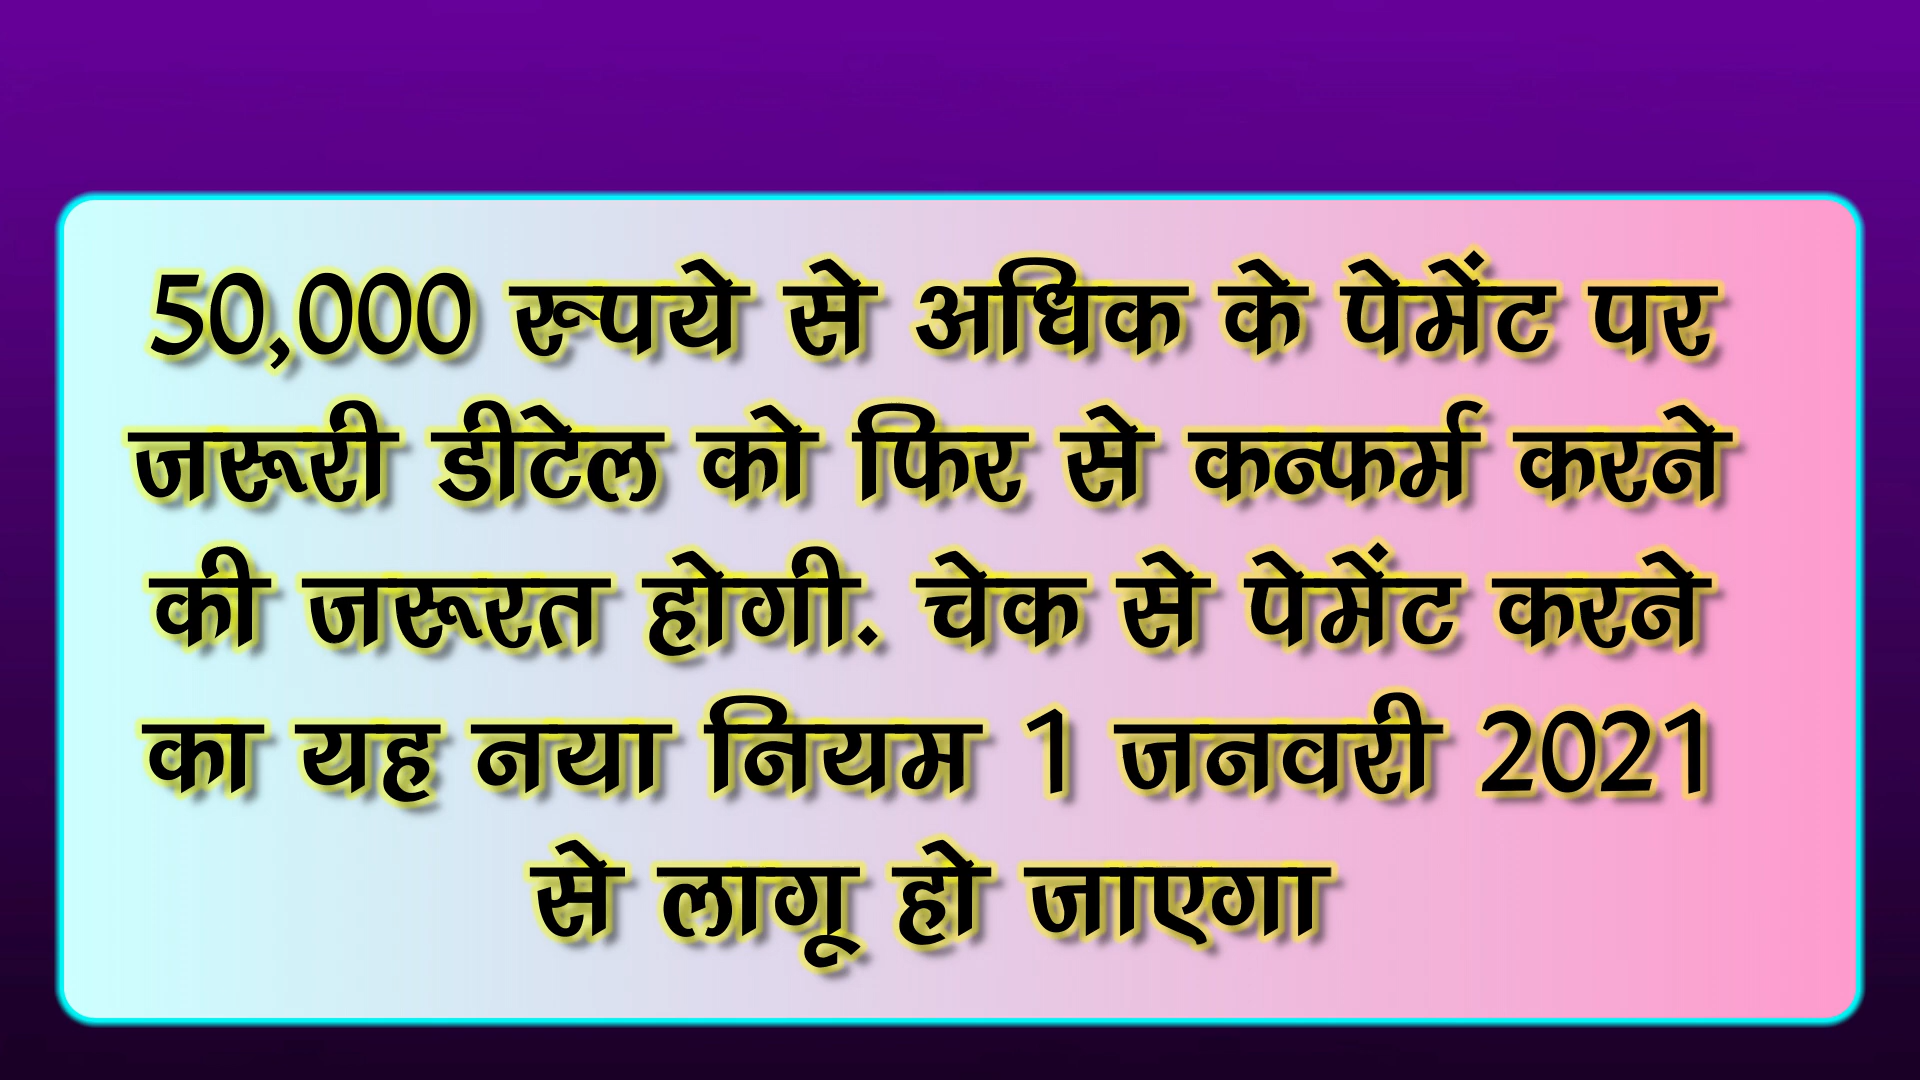 50,000 रूपये से अधिक के पेमेंट पर
जरूरी डीटेल को फिर से कन्फर्म करने
की जरूरत होगी. चेक से पेमेंट करने
का यह नया नियम 1 जनवरी 2021
से लागू हो जाएगा